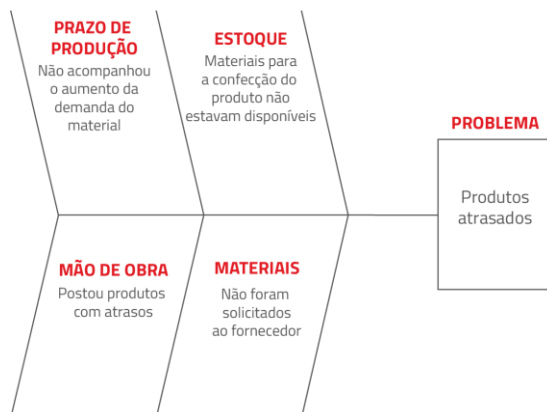 PRAZO DE
PRODUÇÃO
Não acompanhou
o aumento da
demanda do
material
ESTOQUE
Materiais para
a confecção do
produto não
estavam disponíveis
PROBLEMA
Produtos
atrasados
MÃO DE OBRA
Postou produtos
com atrasos
MATERIAIS
Não foram
solicitados
ao fornecedor